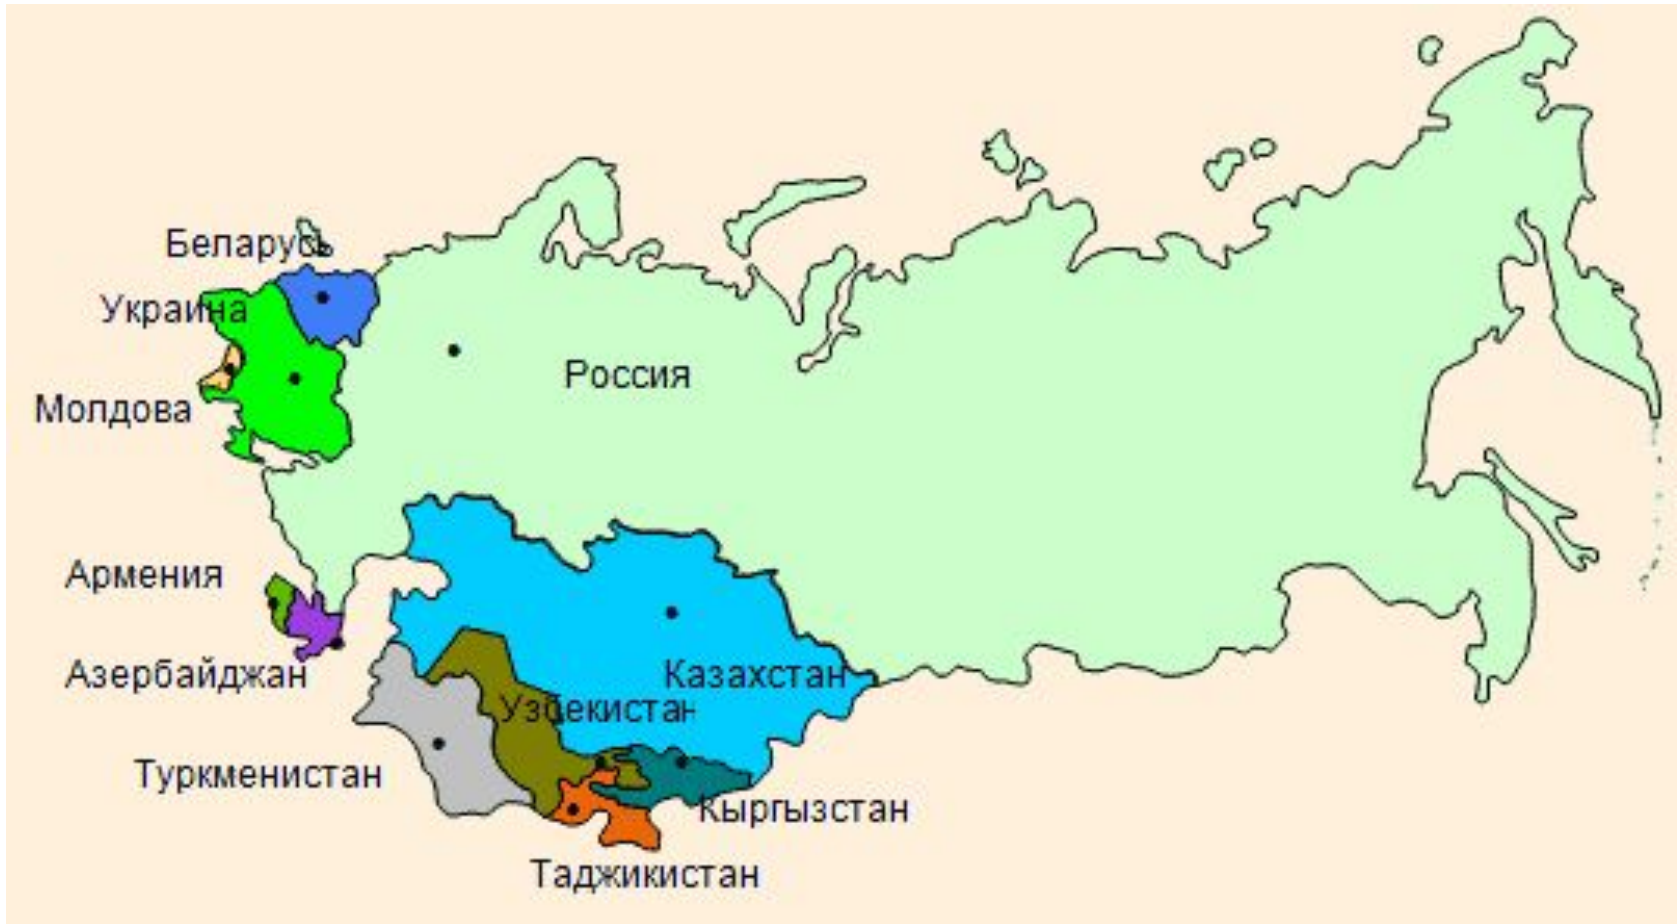 Беларусь
Украина
Россия
Молдова
Армения
Азербайджан
Казахстан
Узбекистан
Туркменистан
Кыргызстан
Таджикистан